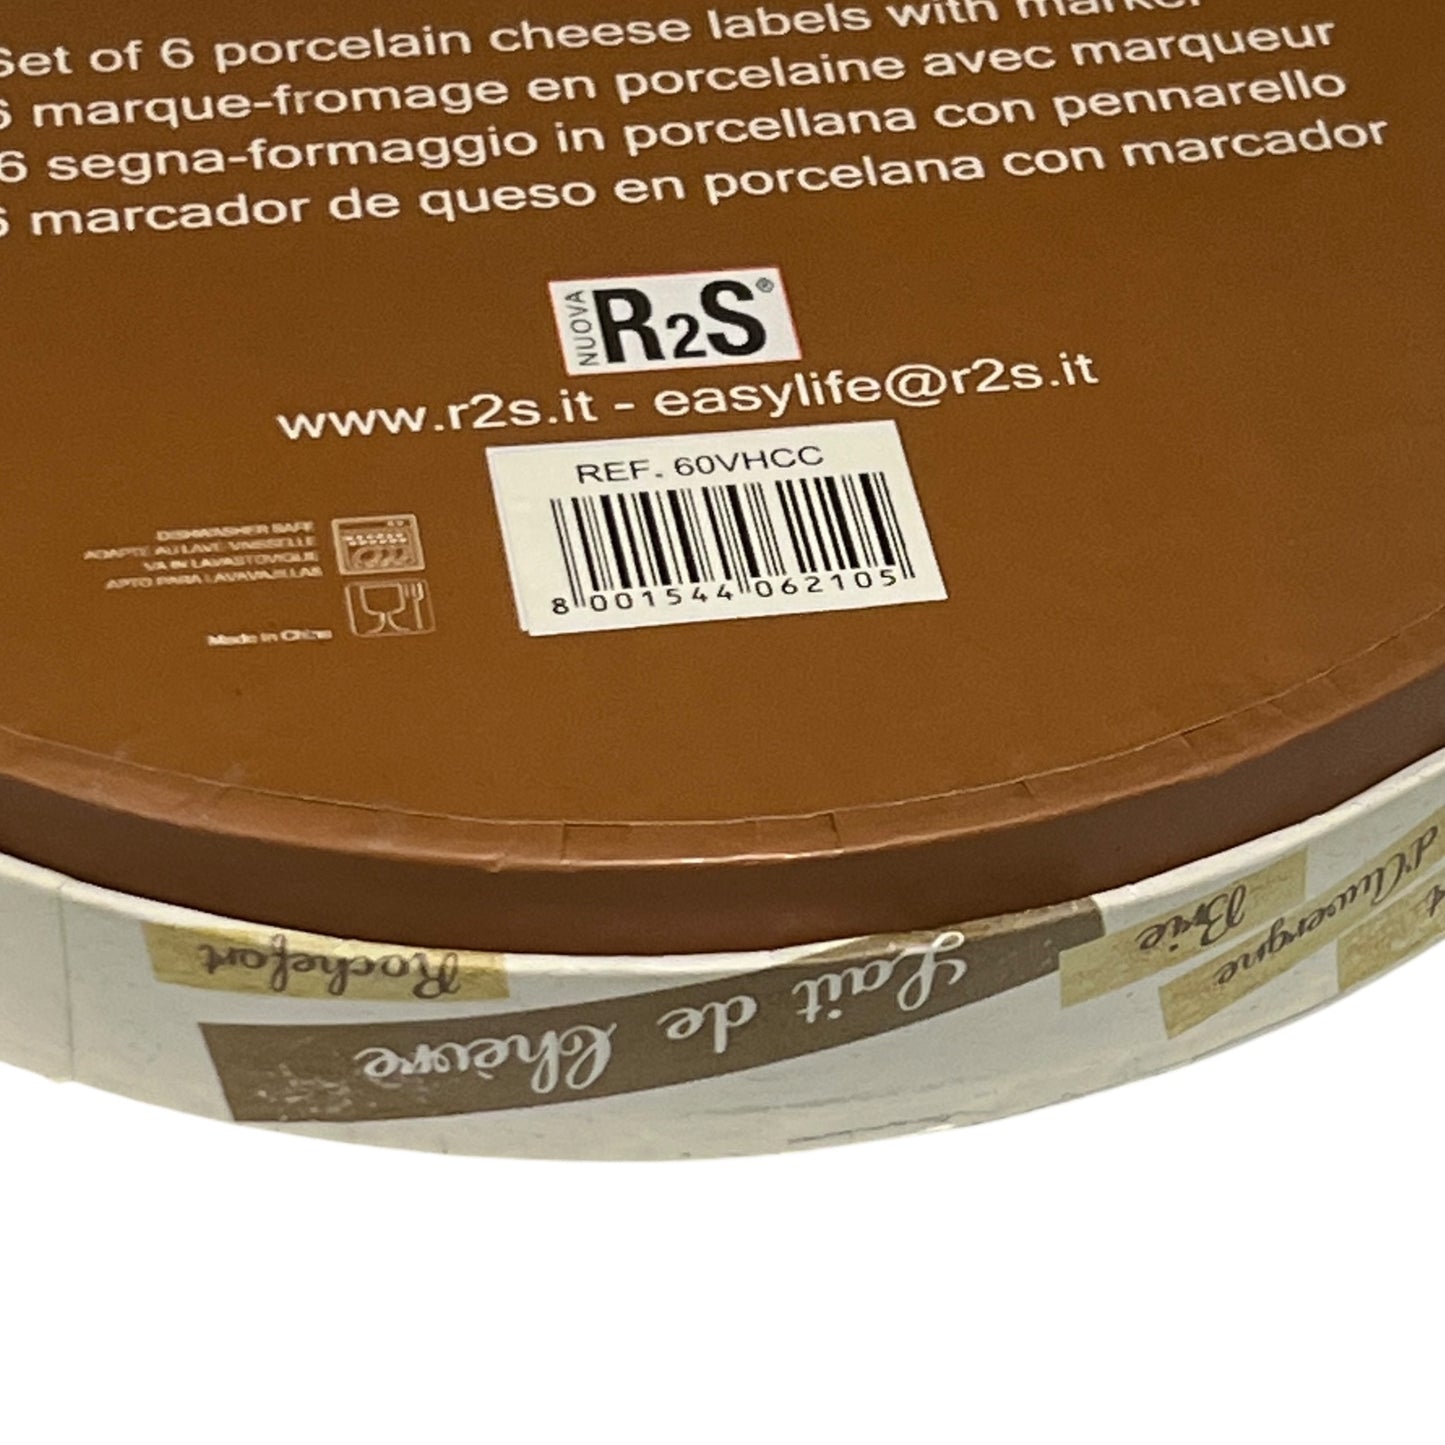 Set of 6 porcelain cheese labels with marker
6 marque-fromage en porcelaine avec marqueur
6 segna-formaggio in porcellana con pennarello
6 marcador de queso en porcelana con marcador
NUOVA R2S®
www.r2s.it - easylife@r2s.it
REF. 60VHCC
8 001544 062105
DISHWASHER SAFE
ADAPTE AU LAVE VAISSELLE
VA IN LAVASTOVIGLIE
APTO PARA LAVAVAJILLAS
Made in China
Rochefort
Lait de Chèvre
Brie
d'Auvergne